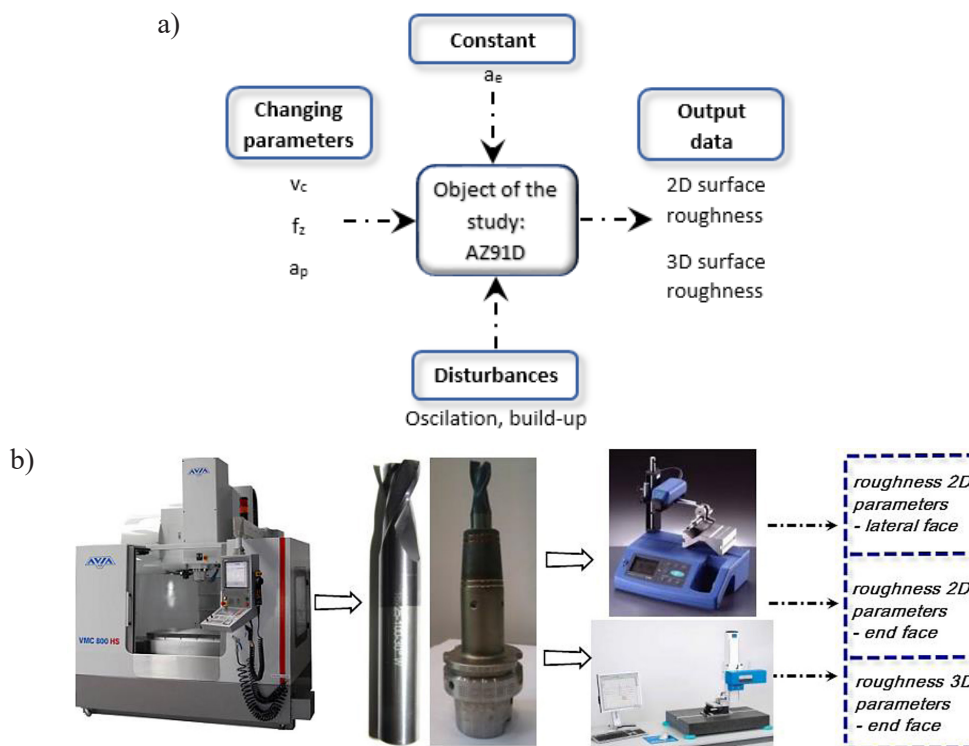 a)
Constant
aₑ
Changing
parameters
v꜀
f_z
aₚ
Object of the
study:
AZ91D
Output
data
2D surface
roughness
3D surface
roughness
Disturbances
Oscilation, build-up
b)
AVIA
AVIA
VMC 800 HS
roughness 2D
parameters
- lateral face
roughness 2D
parameters
- end face
roughness 3D
parameters
- end face